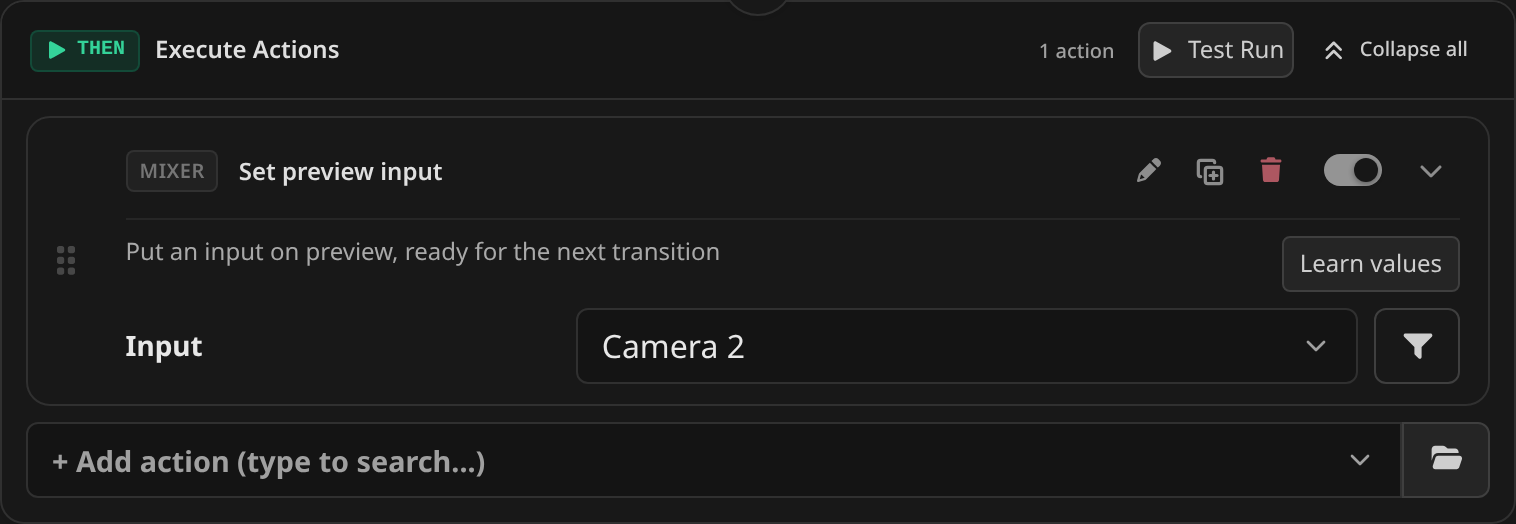 THEN Execute Actions 1 action Test Run Collapse all
MIXER Set preview input
Put an input on preview, ready for the next transition
Learn values
Input Camera 2
+ Add action (type to search...)